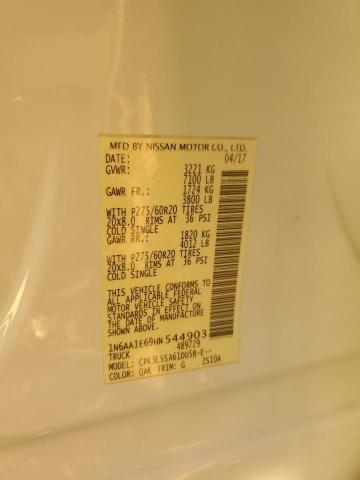 MFD BY NISSAN MOTOR CO., LTD.
DATE: 04/17
GVWR: 3221 KG
7100 LB
GAWR FR.: 1724 KG
3800 LB
WITH P275/60R20 TIRES
20X8.0 RIMS AT 36 PSI
COLD SINGLE
GAWR RR.: 1820 KG
4012 LB
WITH P275/60R20 TIRES
20X8.0 RIMS AT 36 PSI
COLD SINGLE
THIS VEHICLE CONFORMS TO
ALL APPLICABLE FEDERAL
MOTOR VEHICLE SAFETY
STANDARDS IN EFFECT ON
THE DATE OF MANUFACTURE
SHOWN ABOVE.
1N6AA1E69HN544903
TRUCK 489729
MODEL: CPK3LSSA61DU5B-E--
COLOR: QAK TRIM: G 2S10A